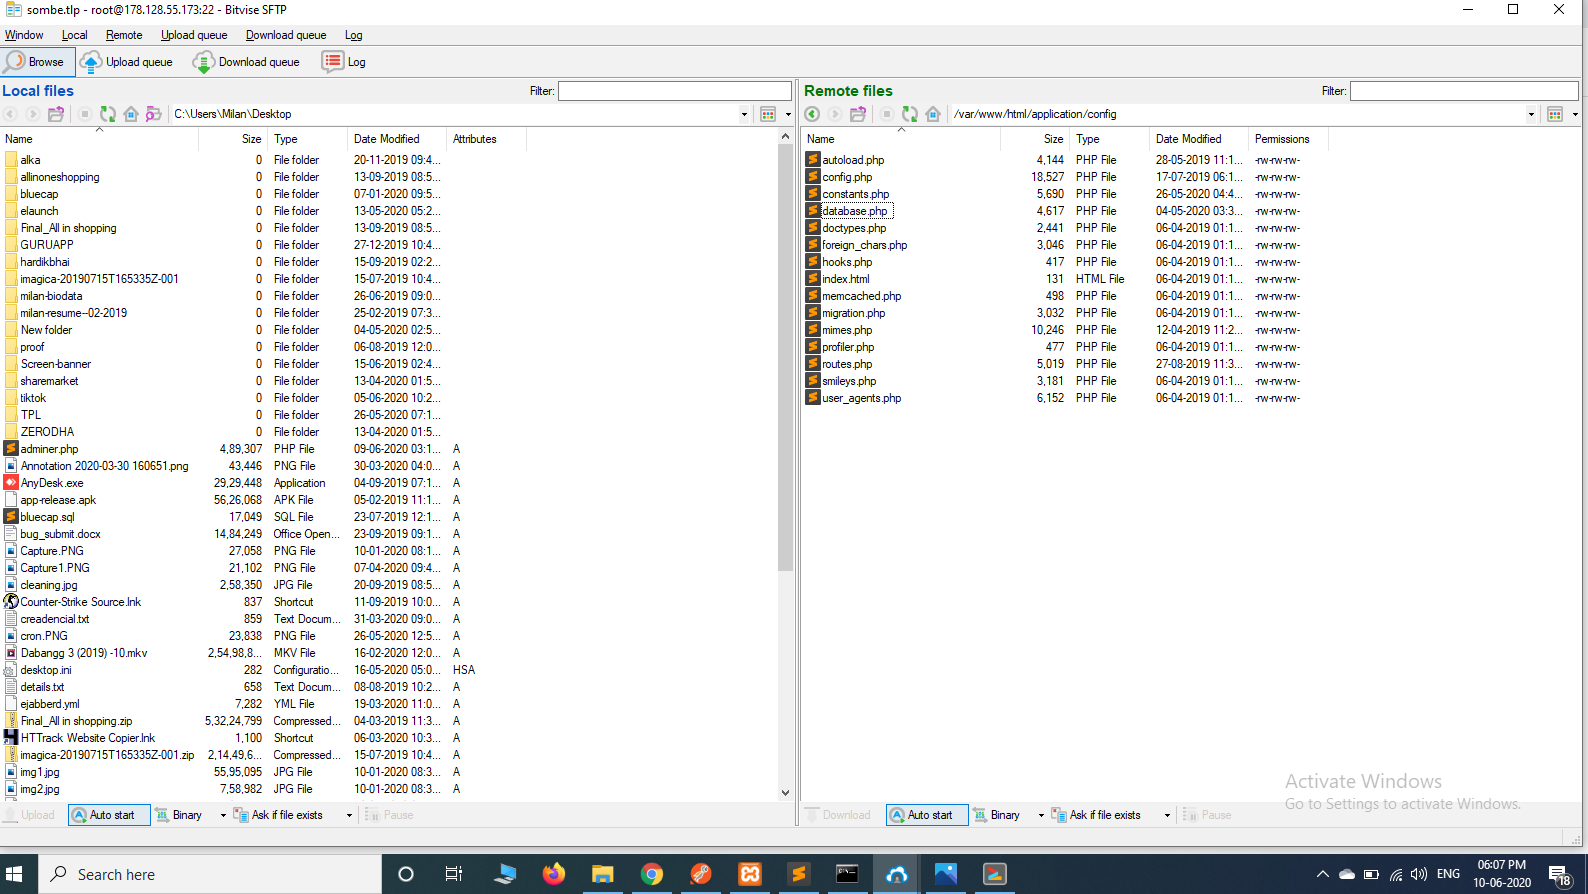 sombe.tlp - root@178.128.55.173:22 - Bitvise SFTP
Window Local Remote Upload queue Download queue Log
Browse Upload queue Download queue Log
Local files Filter:
C:\Users\Milan\Desktop
Name Size Type Date Modified Attributes
alka 0 File folder 20-11-2019 09:4...
allinoneshopping 0 File folder 13-09-2019 08:5...
bluecap 0 File folder 07-01-2020 09:5...
elaunch 0 File folder 13-05-2020 05:2...
Final_All in shopping 0 File folder 13-09-2019 08:5...
GURUAPP 0 File folder 27-12-2019 10:4...
hardikbhai 0 File folder 15-09-2019 02:2...
imagica-20190715T165335Z-001 0 File folder 15-07-2019 10:4...
milan-biodata 0 File folder 26-06-2019 09:0...
milan-resume--02-2019 0 File folder 25-02-2019 07:3...
New folder 0 File folder 04-05-2020 02:5...
proof 0 File folder 06-08-2019 12:0...
Screen-banner 0 File folder 15-06-2019 02:4...
sharemarket 0 File folder 13-04-2020 01:5...
tiktok 0 File folder 05-06-2020 10:2...
TPL 0 File folder 26-05-2020 07:1...
ZERODHA 0 File folder 13-04-2020 01:5...
adminer.php 4,89,307 PHP File 09-06-2020 03:1... A
Annotation 2020-03-30 160651.png 43,446 PNG File 30-03-2020 04:0... A
AnyDesk.exe 29,29,448 Application 04-09-2019 07:1... A
app-release.apk 56,26,068 APK File 05-02-2019 11:1... A
bluecap.sql 17,049 SQL File 23-07-2019 12:1... A
bug_submit.docx 14,84,249 Office Open... 23-09-2019 09:1... A
Capture.PNG 27,058 PNG File 10-01-2020 08:1... A
Capture1.PNG 21,102 PNG File 07-04-2020 09:4... A
cleaning.jpg 2,58,350 JPG File 20-09-2019 08:5... A
Counter-Strike Source.lnk 837 Shortcut 11-09-2019 10:0... A
creadencial.txt 859 Text Docum... 31-03-2020 09:0... A
cron.PNG 23,838 PNG File 26-05-2020 12:5... A
Dabangg 3 (2019) -10.mkv 2,54,98,8... MKV File 16-02-2020 12:0... A
desktop.ini 282 Configuratio... 16-05-2020 05:0... HSA
details.txt 658 Text Docum... 08-08-2019 10:2... A
ejabberd.yml 7,282 YML File 19-03-2020 11:0... A
Final_All in shopping.zip 5,32,24,799 Compressed... 04-03-2019 11:3... A
HTTrack Website Copier.lnk 1,100 Shortcut 06-03-2020 10:3... A
imagica-20190715T165335Z-001.zip 2,14,49,6... Compressed... 15-07-2019 10:4... A
img1.jpg 55,95,095 JPG File 10-01-2020 08:3... A
img2.jpg 7,58,982 JPG File 10-01-2020 08:3... A
Upload Auto start Binary Ask if file exists Pause
Remote files Filter:
/var/www/html/application/config
Name Size Type Date Modified Permissions
autoload.php 4,144 PHP File 28-05-2019 11:1... -rw-rw-rw-
config.php 18,527 PHP File 17-07-2019 06:1... -rw-rw-rw-
constants.php 5,690 PHP File 26-05-2020 04:4... -rw-rw-rw-
database.php 4,617 PHP File 04-05-2020 03:3... -rw-rw-rw-
doctypes.php 2,441 PHP File 06-04-2019 01:1... -rw-rw-rw-
foreign_chars.php 3,046 PHP File 06-04-2019 01:1... -rw-rw-rw-
hooks.php 417 PHP File 06-04-2019 01:1... -rw-rw-rw-
index.html 131 HTML File 06-04-2019 01:1... -rw-rw-rw-
memcached.php 498 PHP File 06-04-2019 01:1... -rw-rw-rw-
migration.php 3,032 PHP File 06-04-2019 01:1... -rw-rw-rw-
mimes.php 10,246 PHP File 12-04-2019 11:2... -rw-rw-rw-
profiler.php 477 PHP File 06-04-2019 01:1... -rw-rw-rw-
routes.php 5,019 PHP File 27-08-2019 11:3... -rw-rw-rw-
smileys.php 3,181 PHP File 06-04-2019 01:1... -rw-rw-rw-
user_agents.php 6,152 PHP File 06-04-2019 01:1... -rw-rw-rw-
Activate Windows
Go to Settings to activate Windows.
Download Auto start Binary Ask if file exists Pause
Search here
ENG
06:07 PM
10-06-2020
18